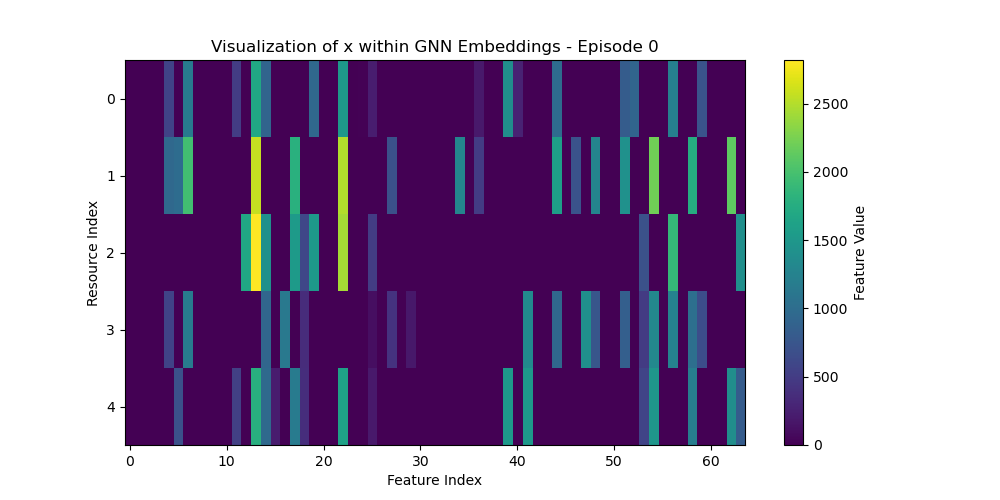 Visualization of x within GNN Embeddings - Episode 0
Resource Index
0
1
2
3
4
0 10 20 30 40 50 60
Feature Index
2500
2000
1500
1000
500
0
Feature Value